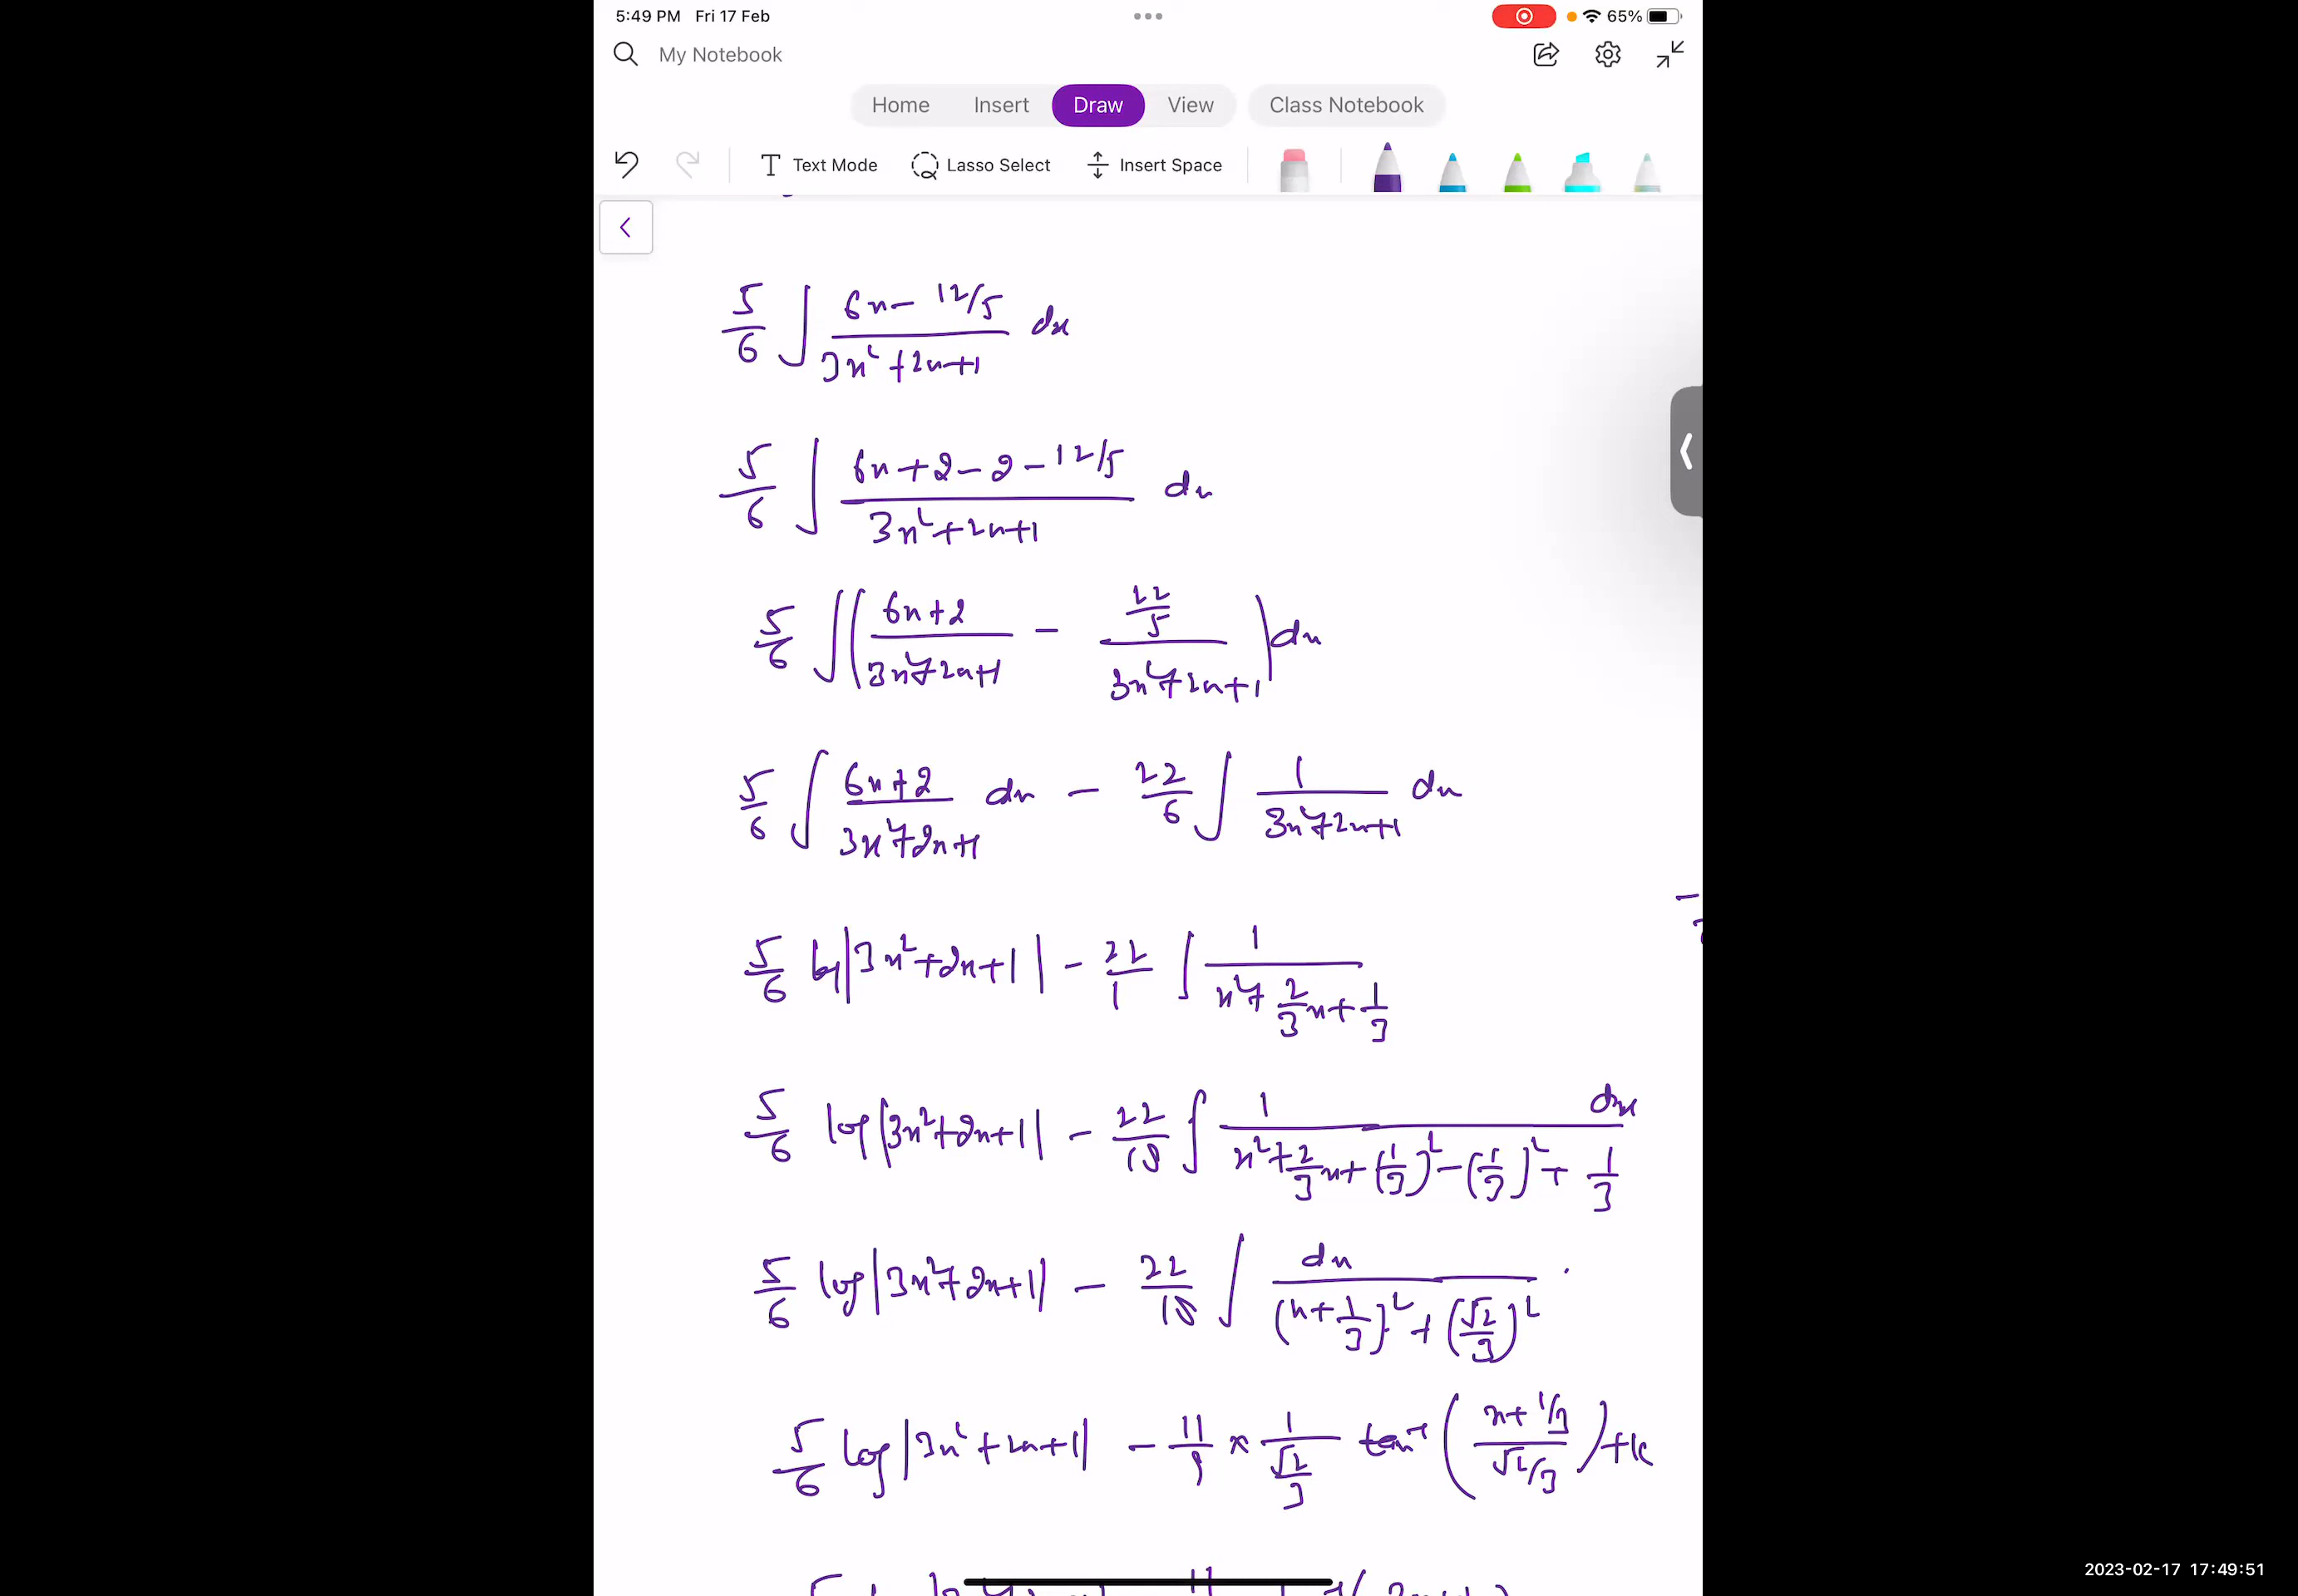 5:49 PM Fri 17 Feb
65%
My Notebook
Home Insert Draw View Class Notebook
Text Mode Lasso Select Insert Space
5/6 ∫ (6x - 12/5)/(3x² + 2x + 1) dx
5/6 ∫ (6x + 2 - 2 - 12/5)/(3x² + 2x + 1) dx
5/6 ∫ ((6x + 2)/(3x² + 2x + 1) - (22/5)/(3x² + 2x + 1)) dx
5/6 ∫ (6x + 2)/(3x² + 2x + 1) dx - 22/6 ∫ 1/(3x² + 2x + 1) dx
5/6 log|3x² + 2x + 1| - 22/1 ∫ 1/(x² + 2/3 x + 1/3)
5/6 log|3x² + 2x + 1| - 22/18 ∫ 1/(x² + 2/3 x + (1/3)² - (1/3)² + 1/3) dx
5/6 log|3x² + 2x + 1| - 22/18 ∫ dx/((x + 1/3)² + (√2/3)²)
5/6 log|3x² + 2x + 1| - 11/9 × 1/(√2/3) tan⁻¹((x + 1/3)/(√2/3)) + k
2023-02-17 17:49:51